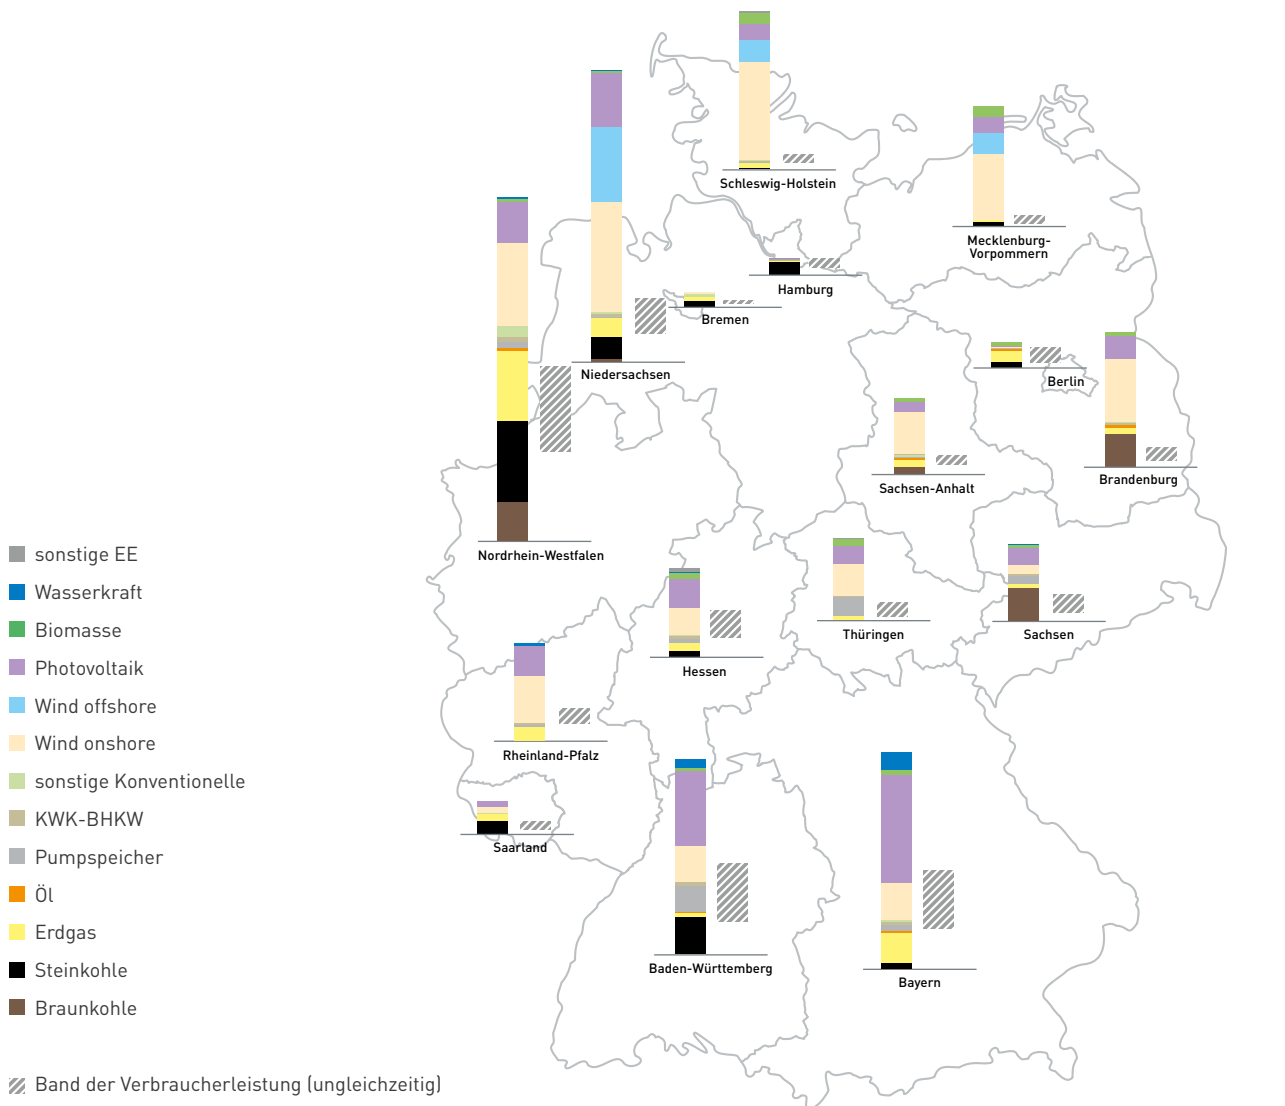 Schleswig-Holstein
Mecklenburg-
Vorpommern
Hamburg
Bremen
Niedersachsen
Berlin
Brandenburg
Sachsen-Anhalt
Nordrhein-Westfalen
Thüringen
Sachsen
Hessen
Rheinland-Pfalz
Saarland
Baden-Württemberg
Bayern
sonstige EE
Wasserkraft
Biomasse
Photovoltaik
Wind offshore
Wind onshore
sonstige Konventionelle
KWK-BHKW
Pumpspeicher
Öl
Erdgas
Steinkohle
Braunkohle
Band der Verbraucherleistung (ungleichzeitig)